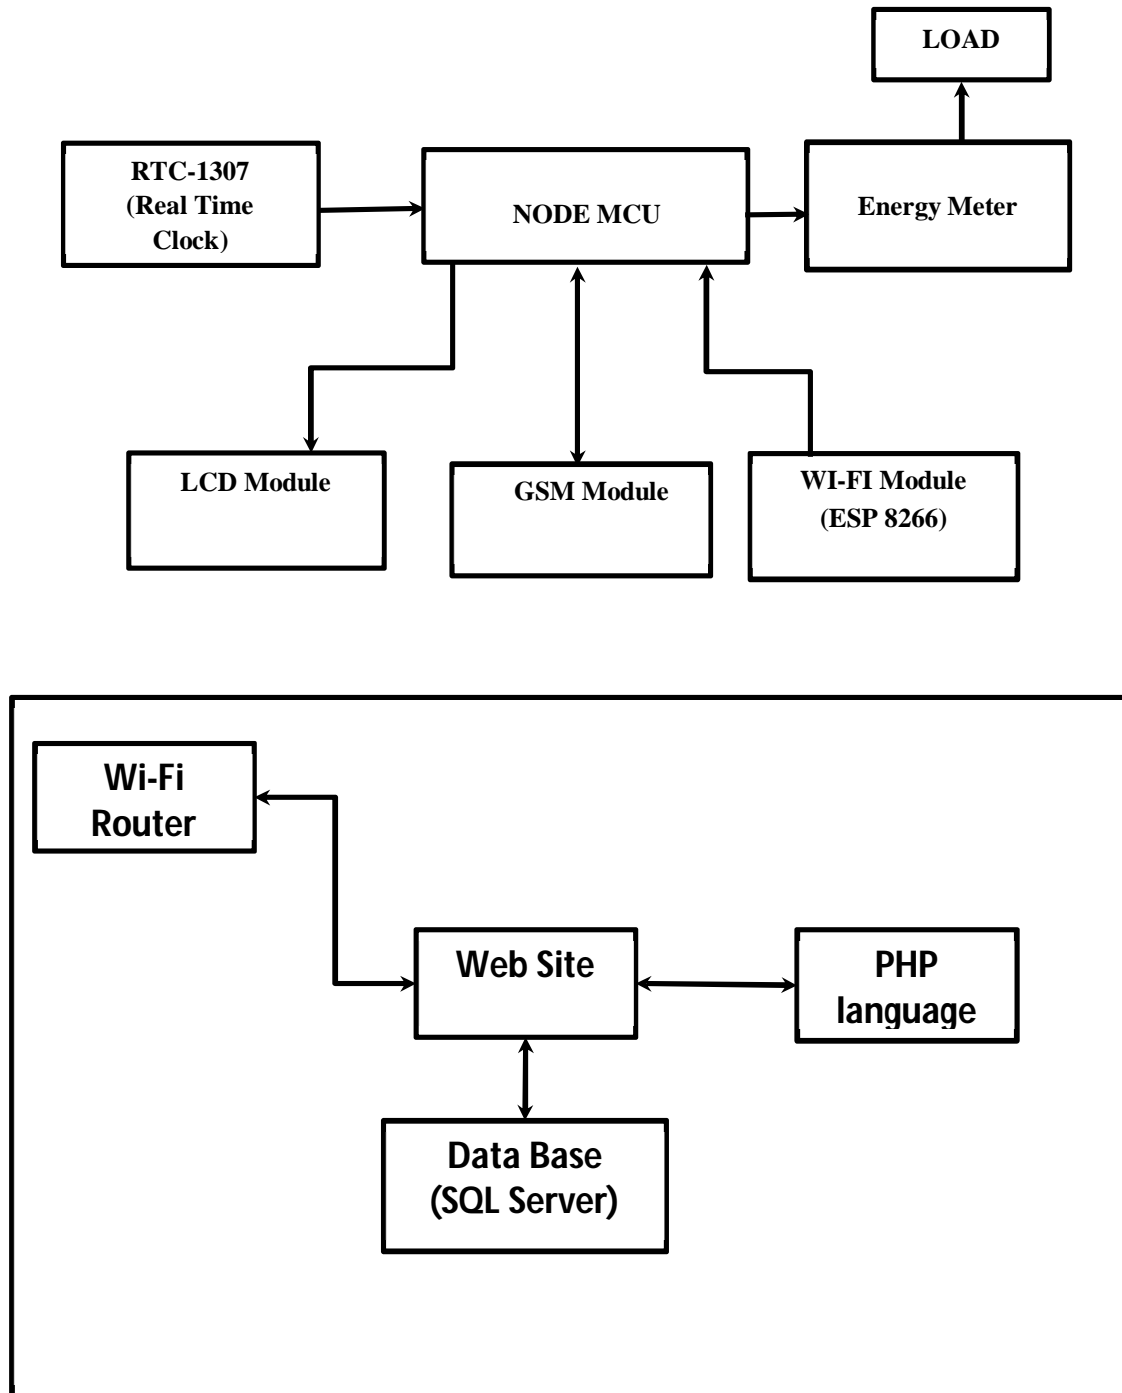 LOAD
RTC-1307
(Real Time
Clock)
NODE MCU
Energy Meter
LCD Module
GSM Module
WI-FI Module
(ESP 8266)
Wi-Fi
Router
Web Site
PHP
language
Data Base
(SQL Server)